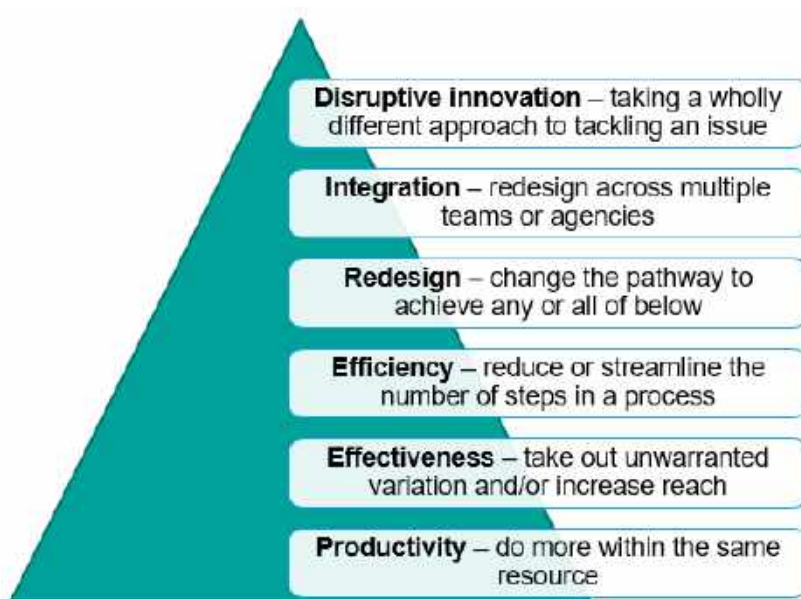 Disruptive innovation – taking a wholly
different approach to tackling an issue
Integration – redesign across multiple
teams or agencies
Redesign – change the pathway to
achieve any or all of below
Efficiency – reduce or streamline the
number of steps in a process
Effectiveness – take out unwarranted
variation and/or increase reach
Productivity – do more within the same
resource